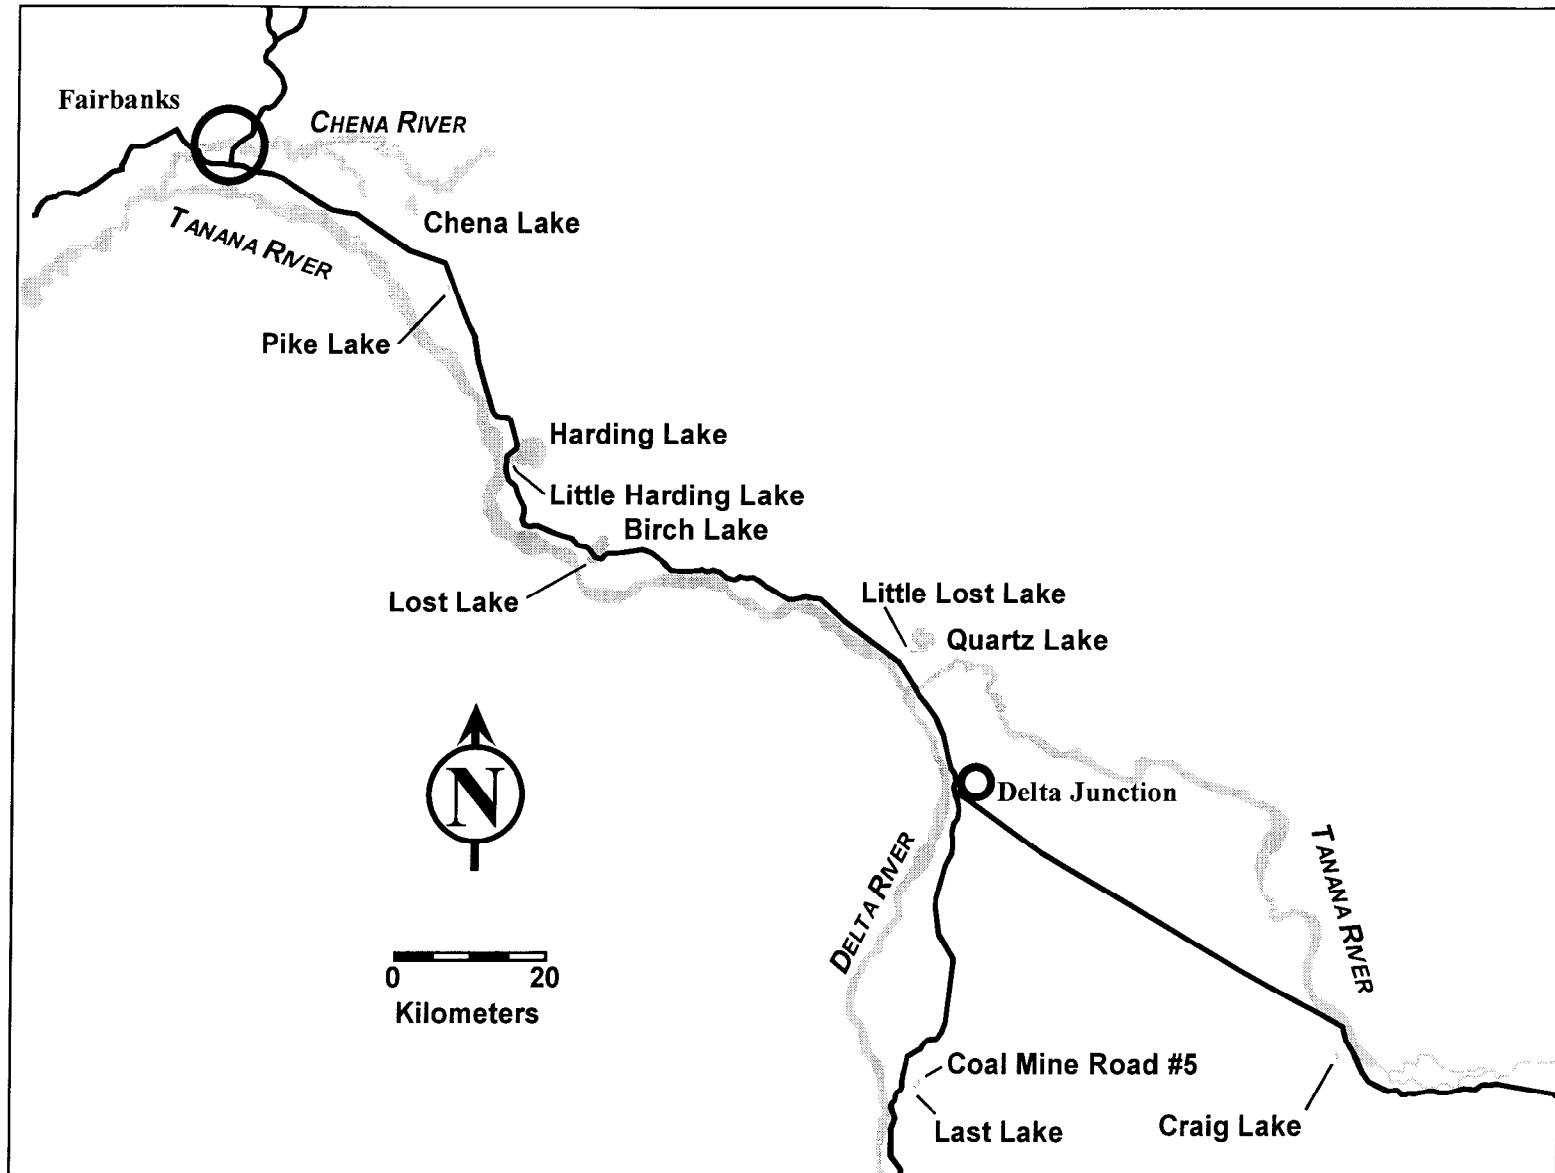 Fairbanks
CHENA RIVER
Chena Lake
TANANA RIVER
Pike Lake
Harding Lake
Little Harding Lake
Birch Lake
Lost Lake
Little Lost Lake
Quartz Lake
N
Delta Junction
DELTA RIVER
TANANA RIVER
0 20
Kilometers
Coal Mine Road #5
Last Lake
Craig Lake